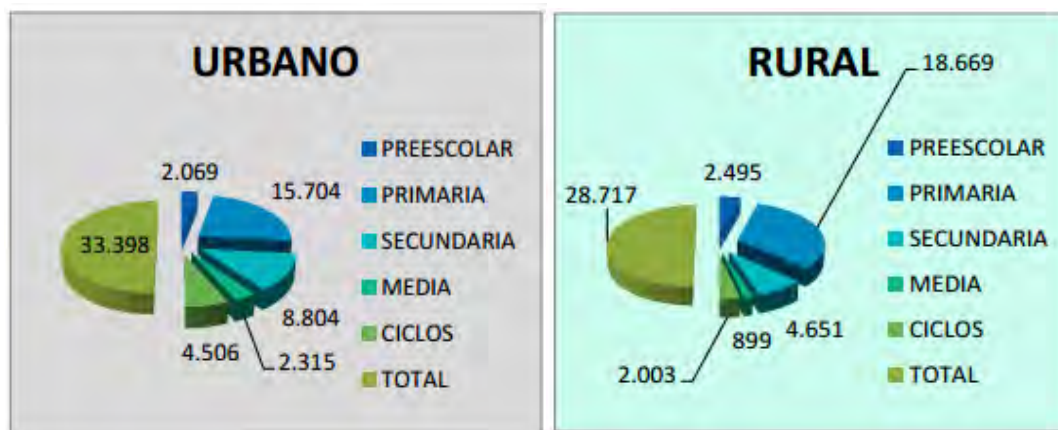 URBANO
2.069
15.704
33.398
8.804
4.506
2.315
PREESCOLAR
PRIMARIA
SECUNDARIA
MEDIA
CICLOS
TOTAL
RURAL
18.669
2.495
28.717
4.651
899
2.003
PREESCOLAR
PRIMARIA
SECUNDARIA
MEDIA
CICLOS
TOTAL